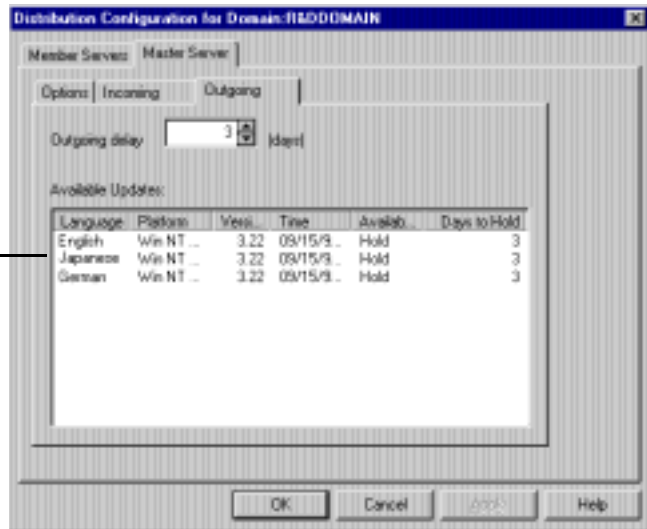 Distribution Configuration for Domain:R&DDOMAIN
Member Servers Master Server
Options Incoming Outgoing
Outgoing delay 3 (days)
Available Updates:
Language Platform Versi... Time Availab... Days to Hold
English Win NT ... 3.22 09/15/9... Hold 3
Japanese Win NT ... 3.22 09/15/9... Hold 3
German Win NT ... 3.22 09/15/9... Hold 3
OK Cancel Apply Help